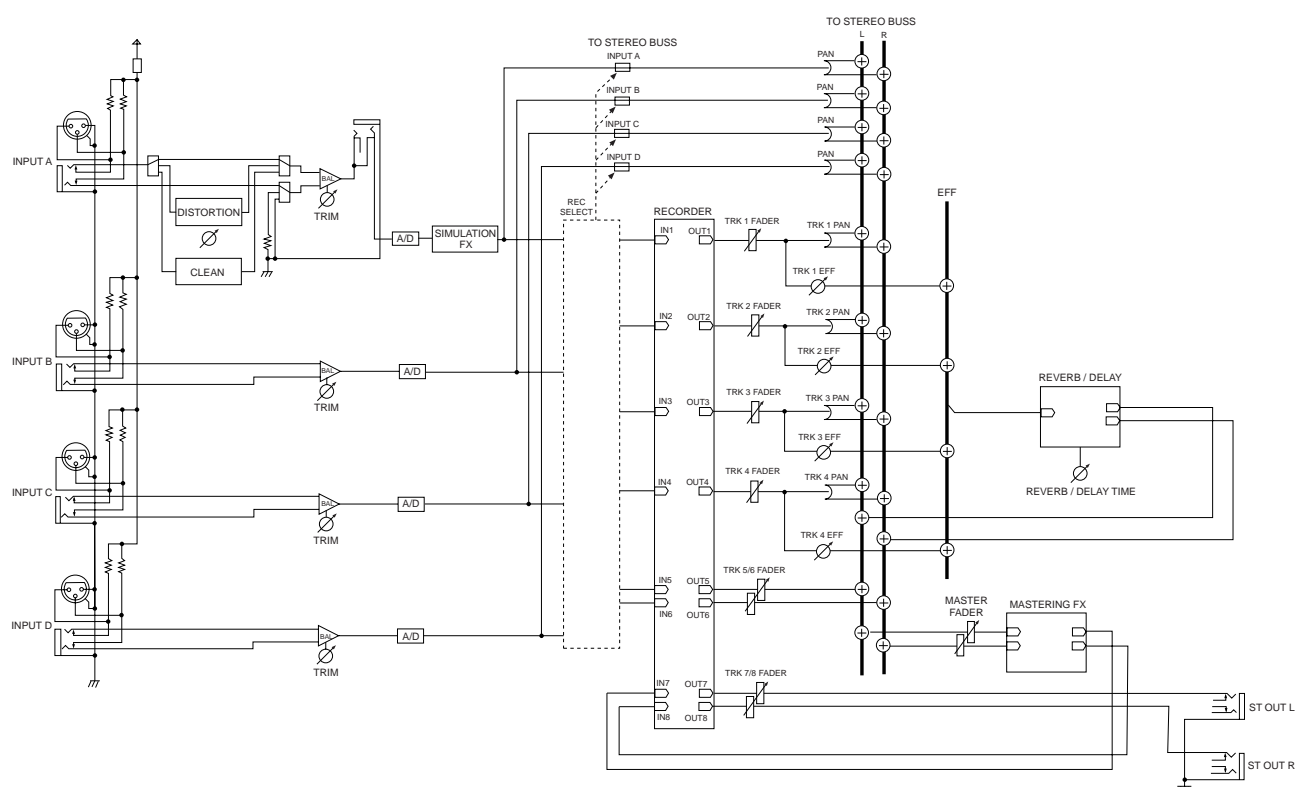 TO STEREO BUSS
L R
TO STEREO BUSS
INPUT A
PAN
INPUT B
PAN
INPUT C
PAN
INPUT D
PAN
INPUT A
BAL
TRIM
DISTORTION
CLEAN
A/D
SIMULATION
FX
REC
SELECT
RECORDER
EFF
IN1
OUT1
TRK 1 FADER
TRK 1 PAN
TRK 1 EFF
IN2
OUT2
TRK 2 FADER
TRK 2 PAN
TRK 2 EFF
INPUT B
BAL
TRIM
A/D
IN3
OUT3
TRK 3 FADER
TRK 3 PAN
TRK 3 EFF
REVERB / DELAY
REVERB / DELAY TIME
INPUT C
BAL
TRIM
A/D
IN4
OUT4
TRK 4 FADER
TRK 4 PAN
TRK 4 EFF
IN5
OUT5
TRK 5/6 FADER
IN6
OUT6
INPUT D
BAL
TRIM
A/D
MASTER
FADER
MASTERING FX
IN7
OUT7
TRK 7/8 FADER
IN8
OUT8
ST OUT L
ST OUT R